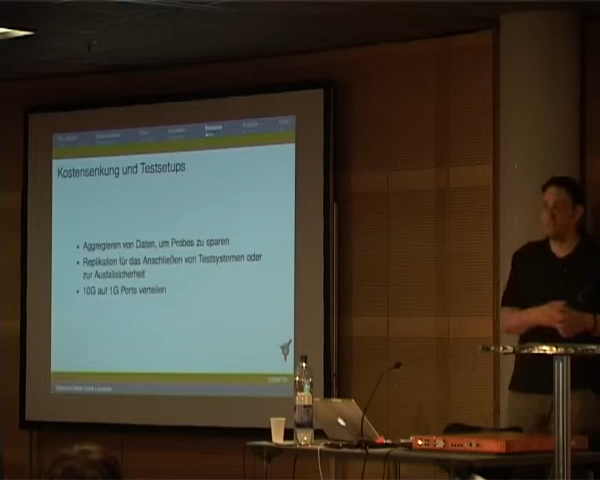 Kostensenkung und Testsetups
Aggregieren von Daten, um Probes zu sparen
Replikation für das Anschließen von Testsystemen oder
zur Ausfallsicherheit
10G auf 1G Ports verteilen